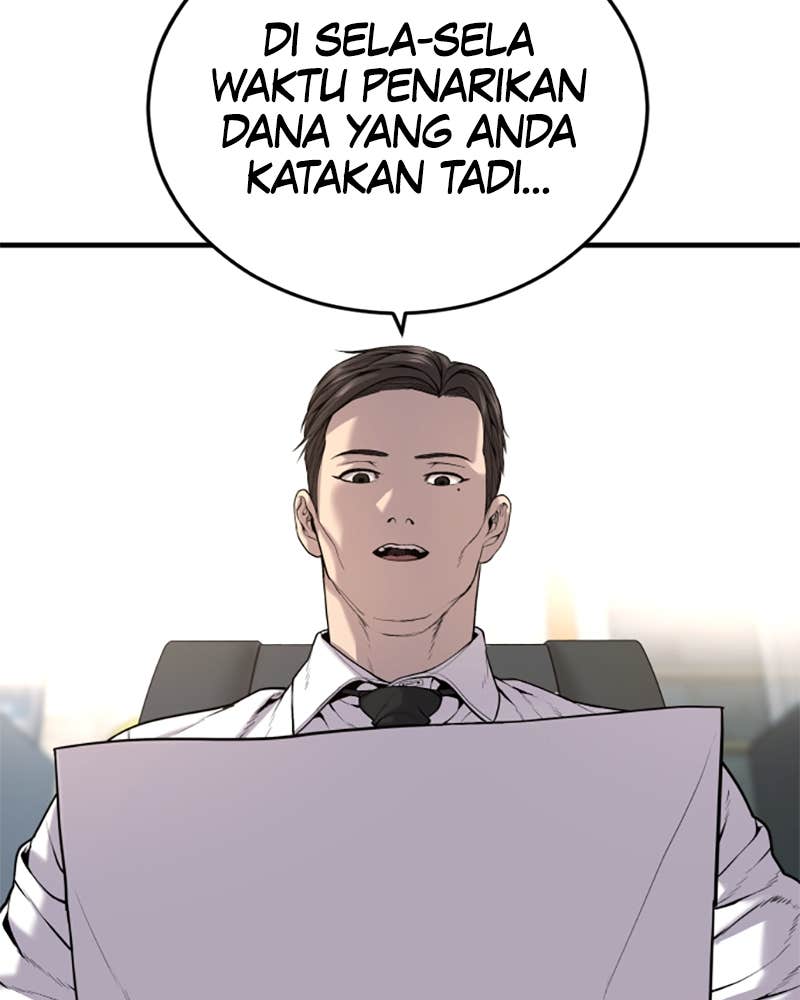 DI SELA-SELA
WAKTU PENARIKAN
DANA YANG ANDA
KATAKAN TADI...